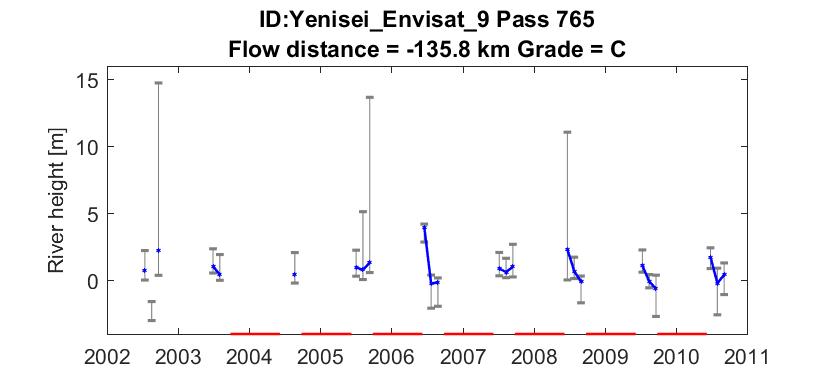 ID:Yenisei_Envisat_9 Pass 765
Flow distance = -135.8 km Grade = C
River height [m]
15
10
5
0
2002 2003 2004 2005 2006 2007 2008 2009 2010 2011